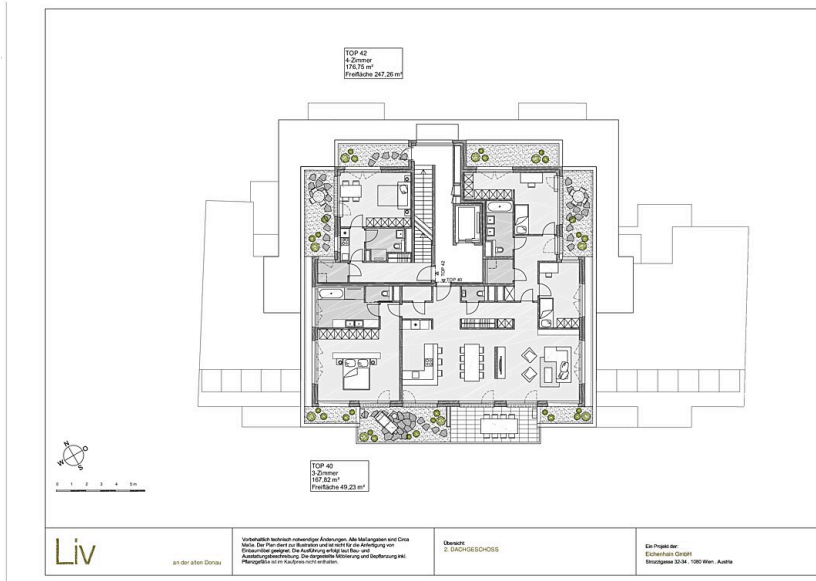 TOP 42
4-Zimmer
176,75 m²
Freifläche 247,26 m²
TOP 42
TOP 40
N
O
W
S
0 1 2 3 4 5 m
TOP 40
3-Zimmer
167,82 m²
Freifläche 49,23 m²
Liv
an der alten Donau
Vorbehaltlich technisch notwendiger Änderungen. Alle Maßangaben sind Circa
Maße. Der Plan dient zur Illustration und ist nicht für die Anfertigung von
Einbaumöbel geeignet. Die Ausführung erfolgt laut Bau- und
Ausstattungsbeschreibung. Die dargestellte Möblierung und Bepflanzung inkl.
Pflanzgefäße ist im Kaufpreis nicht enthalten.
Übersicht
2. DACHGESCHOSS
Ein Projekt der:
Eichenhain GmbH
Strozzigasse 32-34 . 1080 Wien . Austria